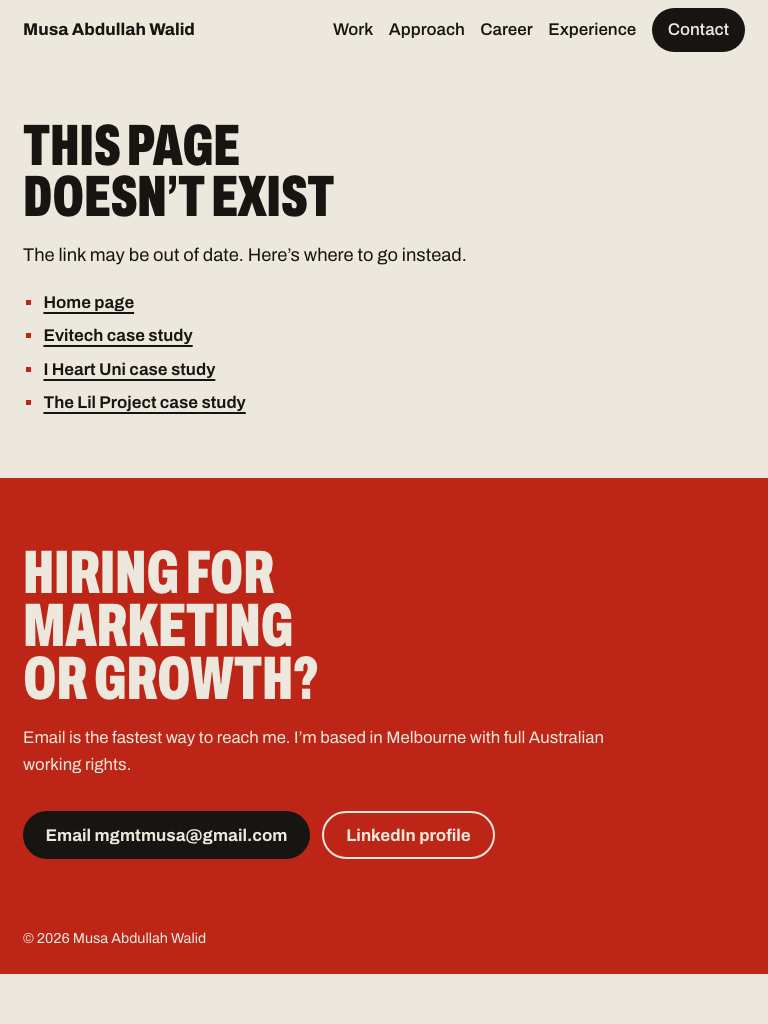 Musa Abdullah Walid
Work Approach Career Experience Contact
THIS PAGE
DOESN’T EXIST
The link may be out of date. Here’s where to go instead.
Home page
Evitech case study
I Heart Uni case study
The Lil Project case study
HIRING FOR
MARKETING
OR GROWTH?
Email is the fastest way to reach me. I’m based in Melbourne with full Australian
working rights.
Email mgmtmusa@gmail.com
LinkedIn profile
© 2026 Musa Abdullah Walid